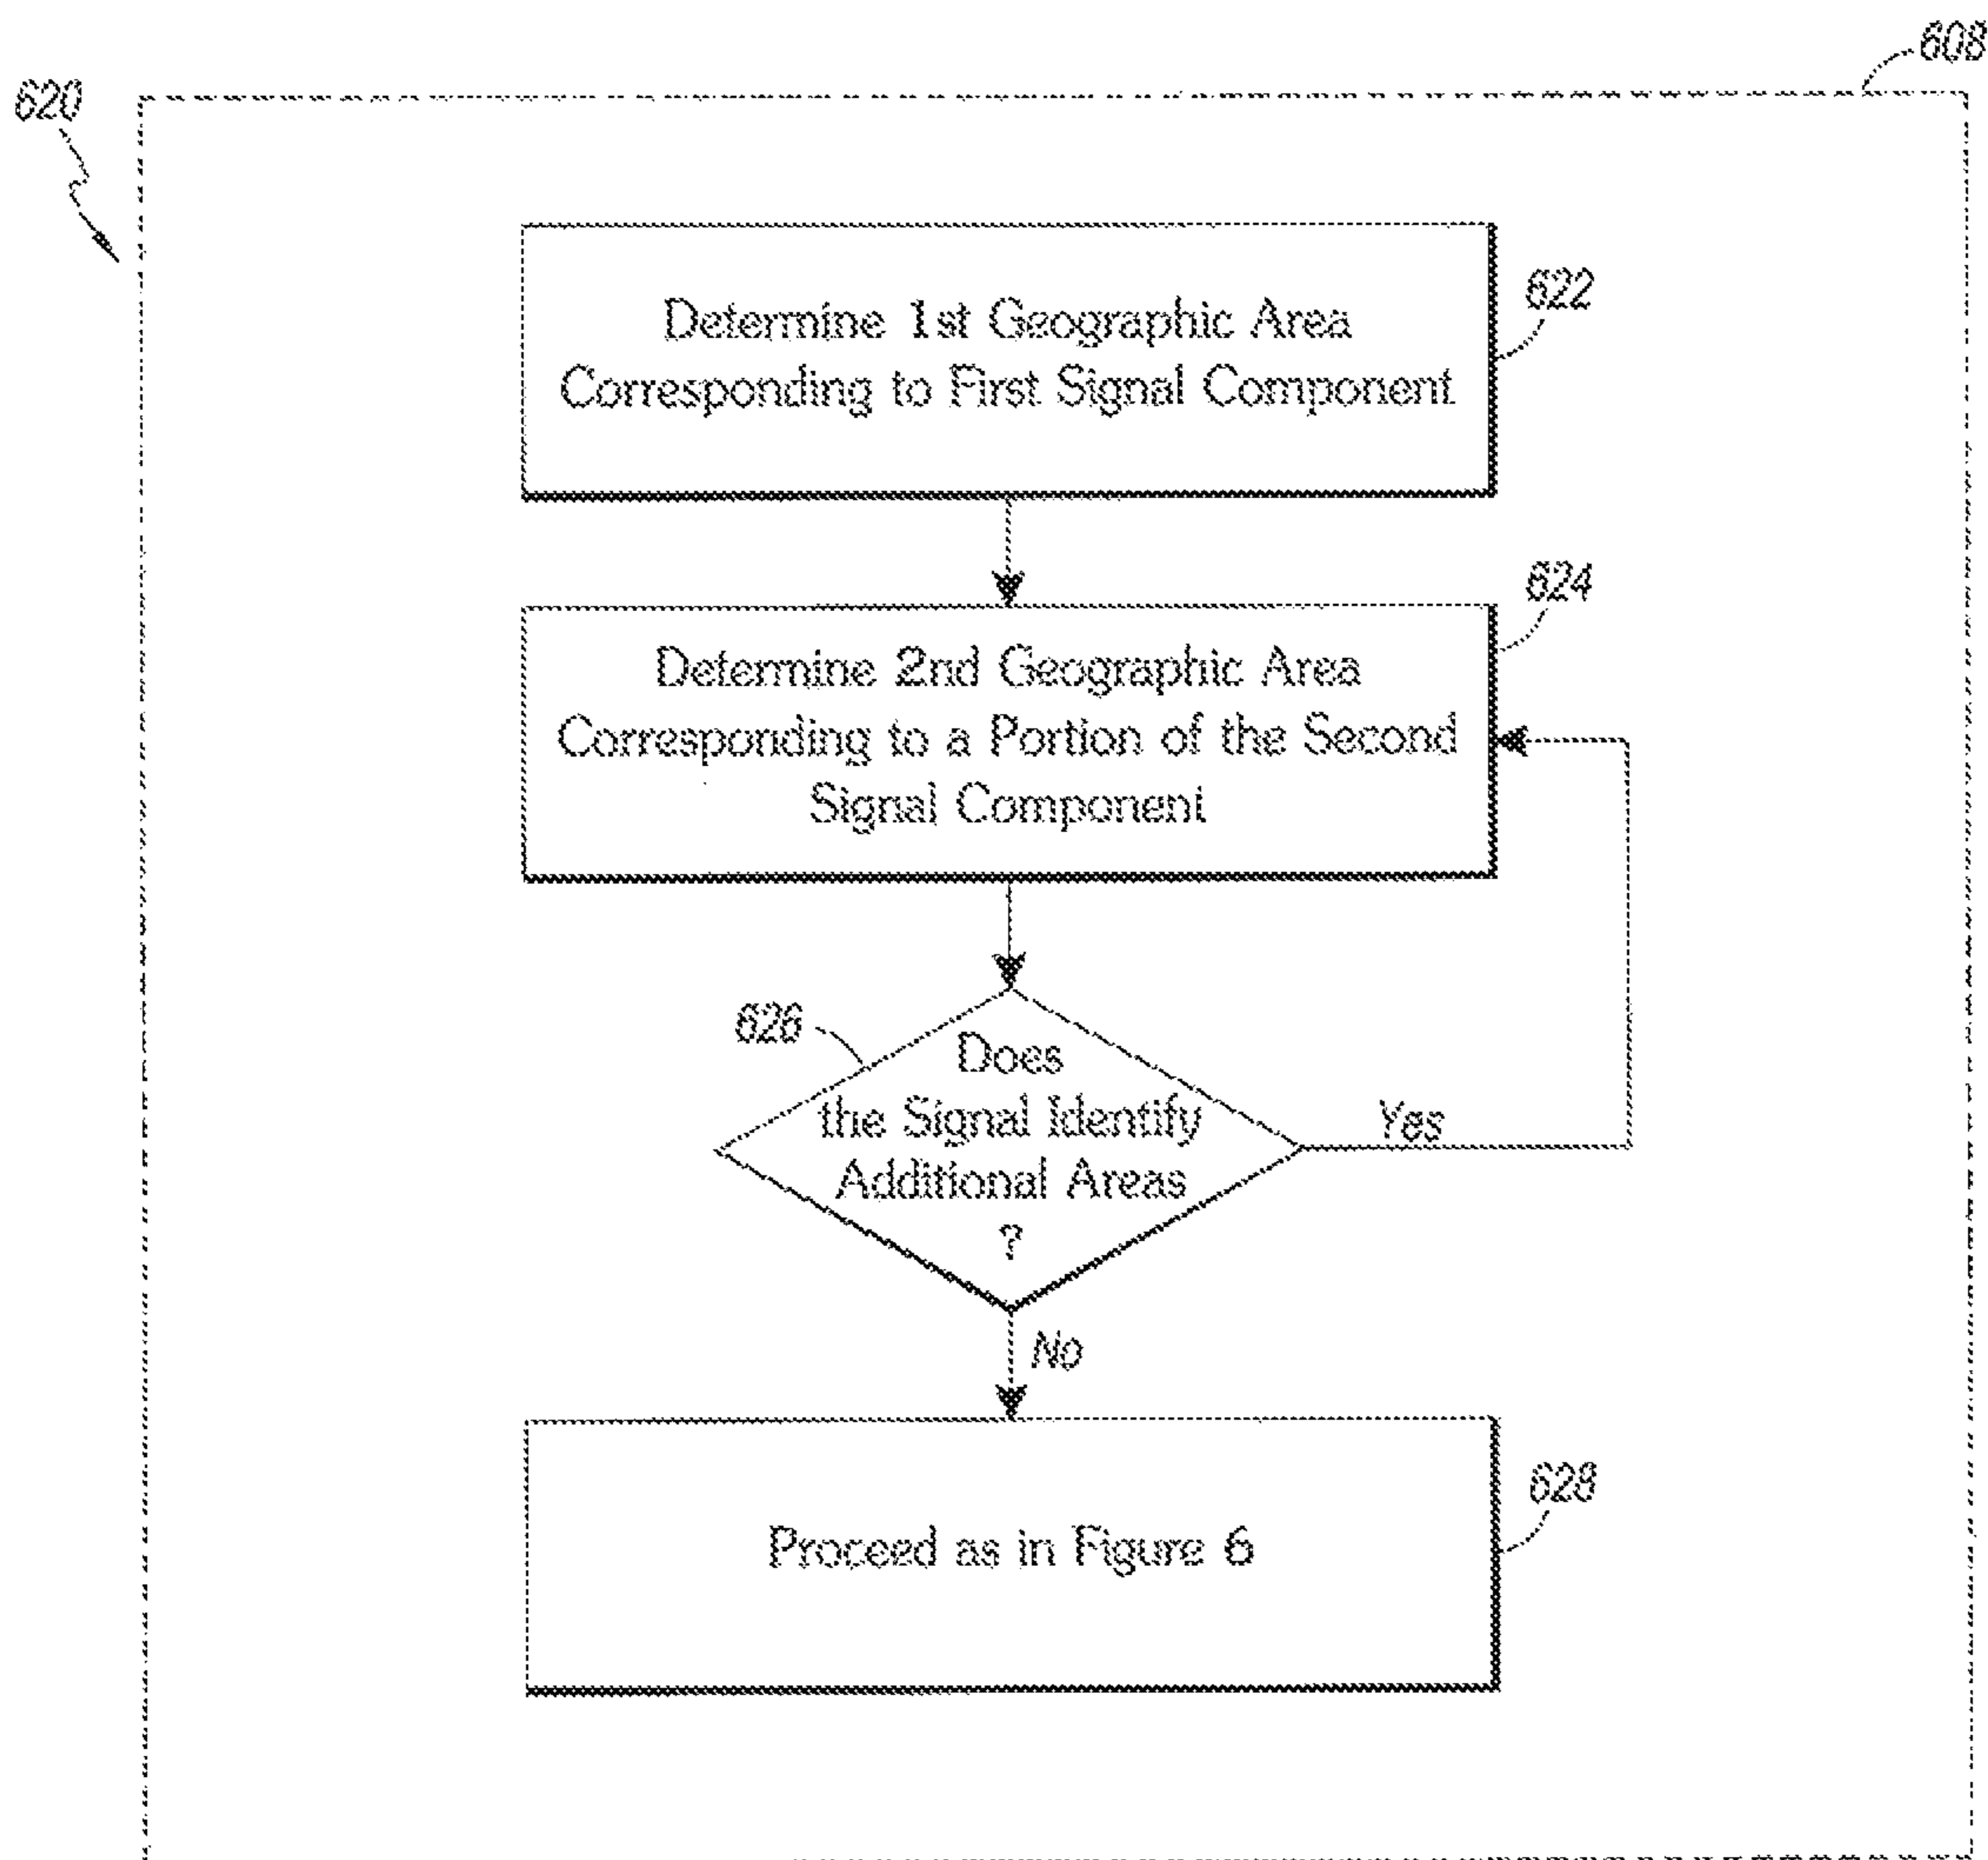 608
620
Determine 1st Geographic Area
Corresponding to First Signal Component
622
Determine 2nd Geographic Area
Corresponding to a Portion of the Second
Signal Component
624
626
Does
the Signal Identify
Additional Areas
?
Yes
No
Proceed as in Figure 6
628